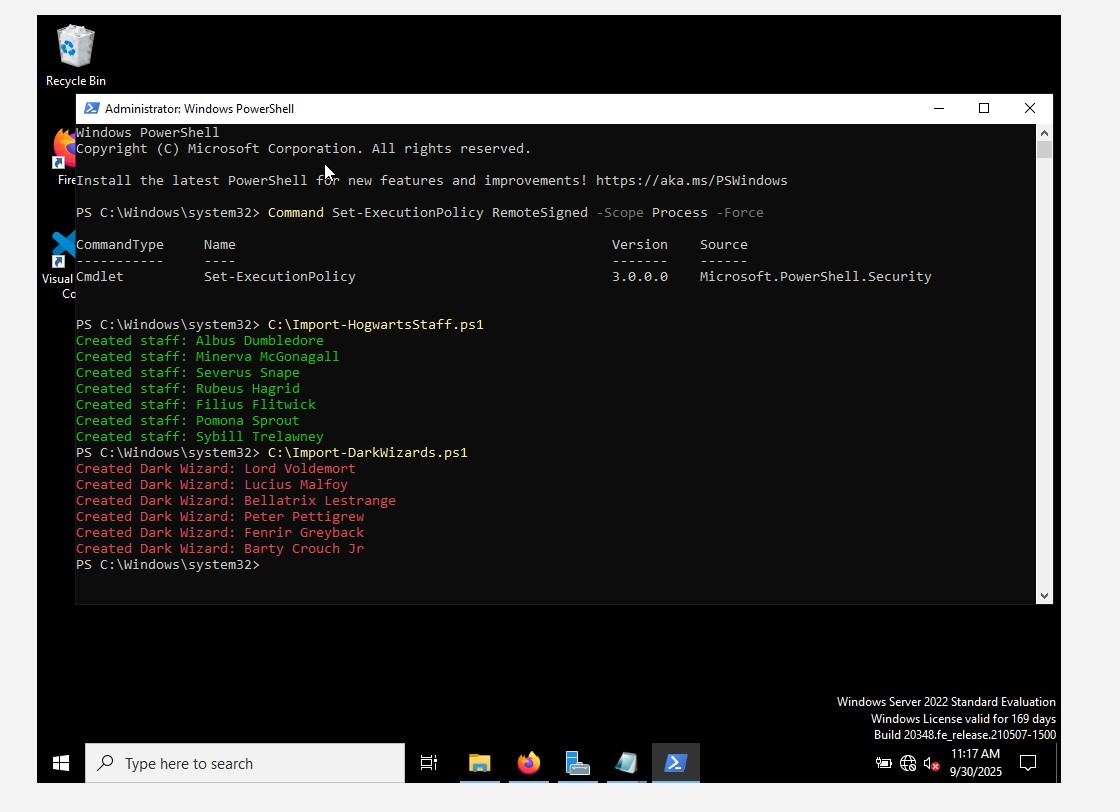 Recycle Bin
Administrator: Windows PowerShell
Windows PowerShell
Copyright (C) Microsoft Corporation. All rights reserved.
Fire
Install the latest PowerShell for new features and improvements! https://aka.ms/PSWindows
PS C:\Windows\system32> Command Set-ExecutionPolicy RemoteSigned -Scope Process -Force
CommandType     Name                                               Version    Source
-----------     ----                                               -------    ------
Visual
Co
Cmdlet          Set-ExecutionPolicy                                3.0.0.0    Microsoft.PowerShell.Security
PS C:\Windows\system32> C:\Import-HogwartsStaff.ps1
Created staff: Albus Dumbledore
Created staff: Minerva McGonagall
Created staff: Severus Snape
Created staff: Rubeus Hagrid
Created staff: Filius Flitwick
Created staff: Pomona Sprout
Created staff: Sybill Trelawney
PS C:\Windows\system32> C:\Import-DarkWizards.ps1
Created Dark Wizard: Lord Voldemort
Created Dark Wizard: Lucius Malfoy
Created Dark Wizard: Bellatrix Lestrange
Created Dark Wizard: Peter Pettigrew
Created Dark Wizard: Fenrir Greyback
Created Dark Wizard: Barty Crouch Jr
PS C:\Windows\system32>
Windows Server 2022 Standard Evaluation
Windows License valid for 169 days
Build 20348.fe_release.210507-1500
Type here to search
11:17 AM
9/30/2025